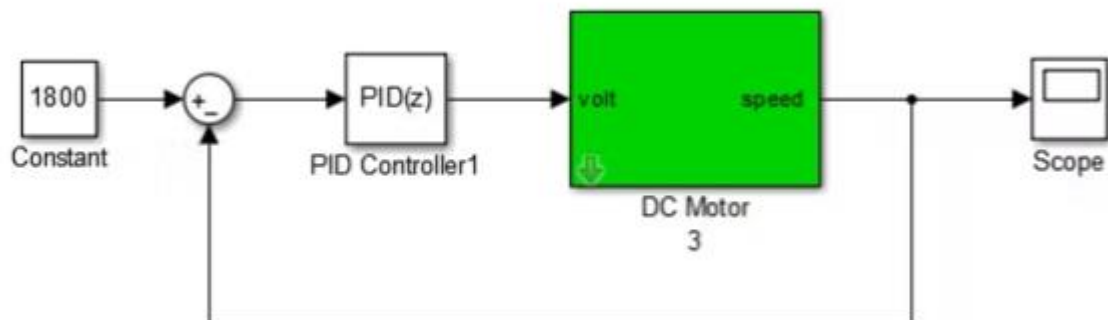 1800
Constant
+
−
PID(z)
PID Controller1
volt
speed
DC Motor
3
Scope